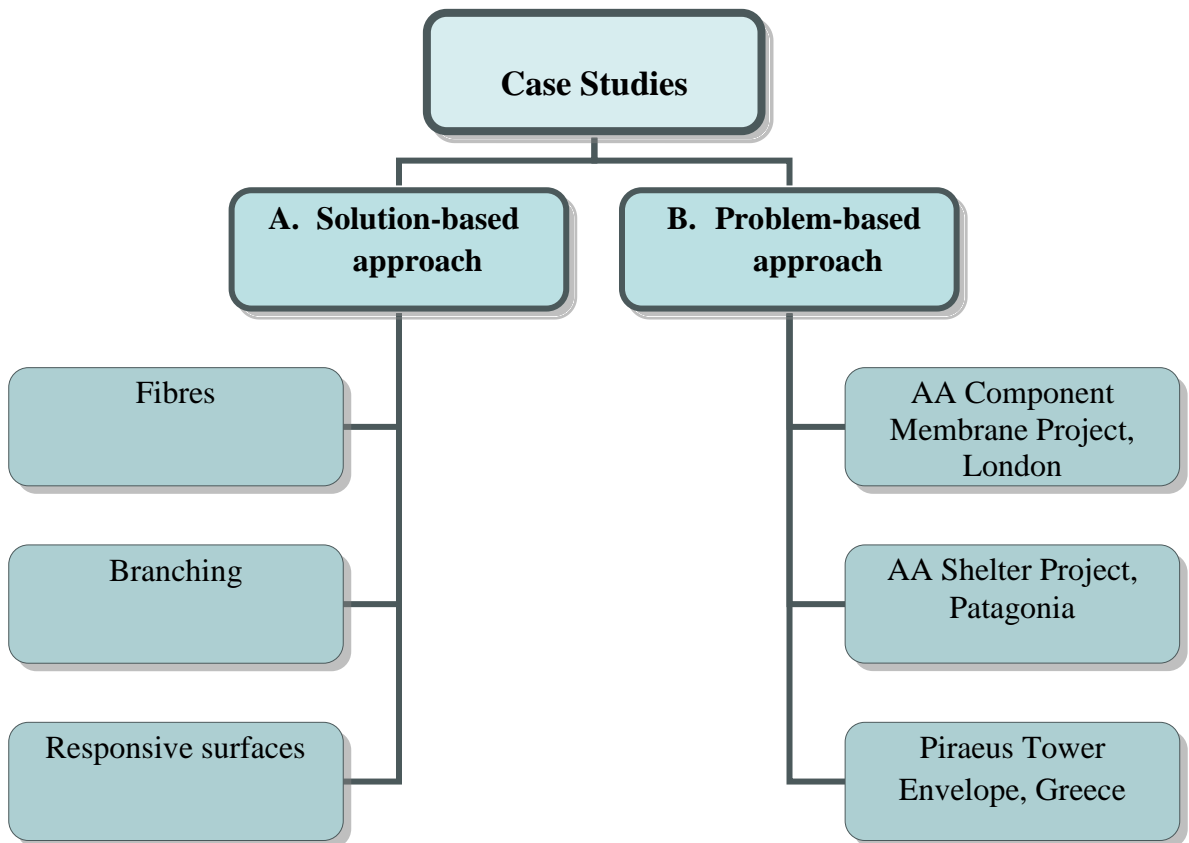 Case Studies
A. Solution-based
approach
B. Problem-based
approach
Fibres
Branching
Responsive surfaces
AA Component
Membrane Project,
London
AA Shelter Project,
Patagonia
Piraeus Tower
Envelope, Greece